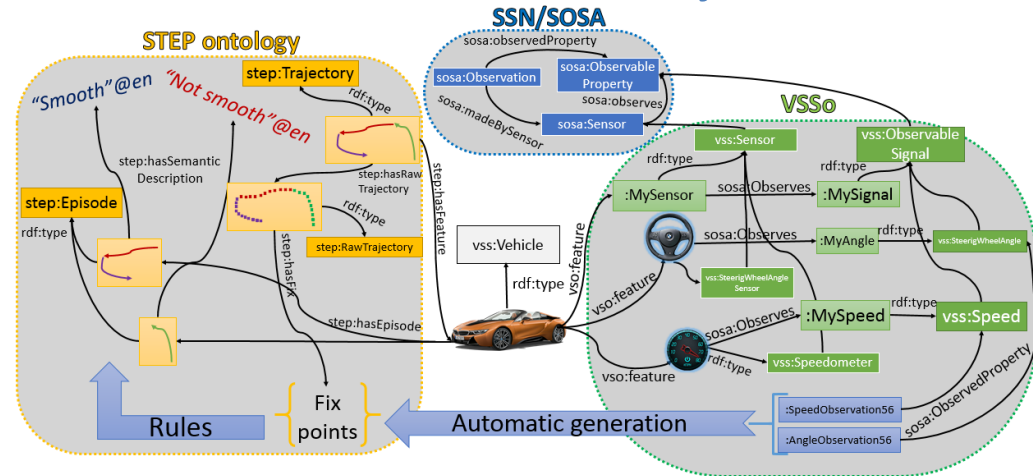 SSN/SOSA
STEP ontology
sosa:observedProperty
sosa:Observation
sosa:Observable
Property
sosa:observes
sosa:madeBySensor
sosa:Sensor
VSSo
step:Trajectory
rdf:type
"Smooth"@en
"Not smooth"@en
step:hasSemantic
Description
step:hasRaw
Trajectory
step:Episode
rdf:type
rdf:type
step:RawTrajectory
step:hasFix
step:hasFeature
step:hasEpisode
vss:Vehicle
rdf:type
vso:feature
vso:feature
vso:feature
vss:Sensor
vss:Observable
Signal
rdf:type
rdf:type
:MySensor
sosa:Observes
:MySignal
sosa:Observes
:MyAngle
rdf:type
vss:SteerigWheelAngle
vss:SteerigWheelAngle
Sensor
sosa:Observes
:MySpeed
rdf:type
vss:Speed
rdf:type
vss:Speedometer
sosa:ObservedProperty
:SpeedObservation56
:AngleObservation56
Automatic generation
Fix
points
Rules